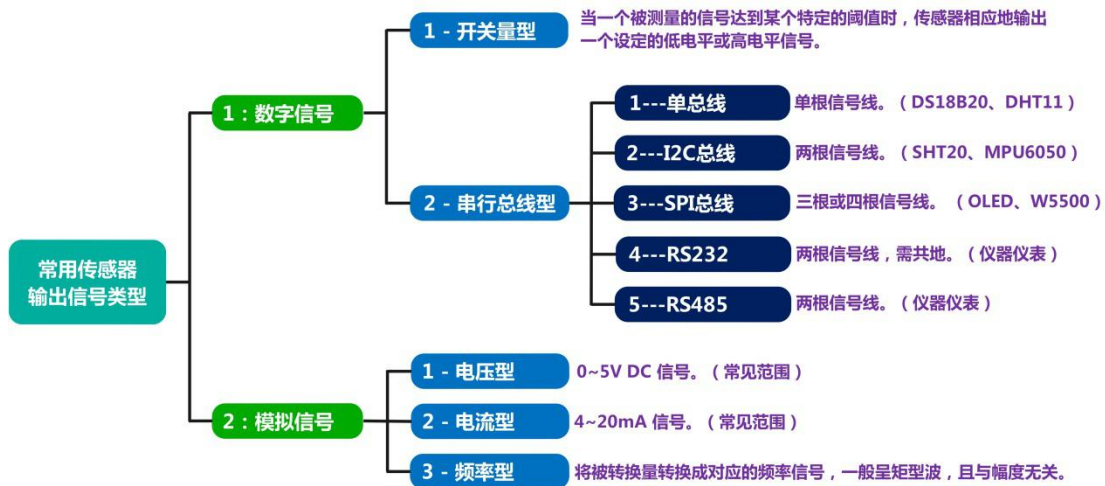 常用传感器
输出信号类型
1：数字信号
1 - 开关量型
当一个被测量的信号达到某个特定的阈值时，传感器相应地输出
一个设定的低电平或高电平信号。
2 - 串行总线型
1---单总线
单根信号线。（DS18B20、DHT11）
2---I2C总线
两根信号线。（SHT20、MPU6050）
3---SPI总线
三根或四根信号线。（OLED、W5500）
4---RS232
两根信号线，需共地。（仪器仪表）
5---RS485
两根信号线。（仪器仪表）
2：模拟信号
1 - 电压型
0~5V DC 信号。（常见范围）
2 - 电流型
4~20mA 信号。（常见范围）
3 - 频率型
将被转换量转换成对应的频率信号，一般呈矩型波，且与幅度无关。